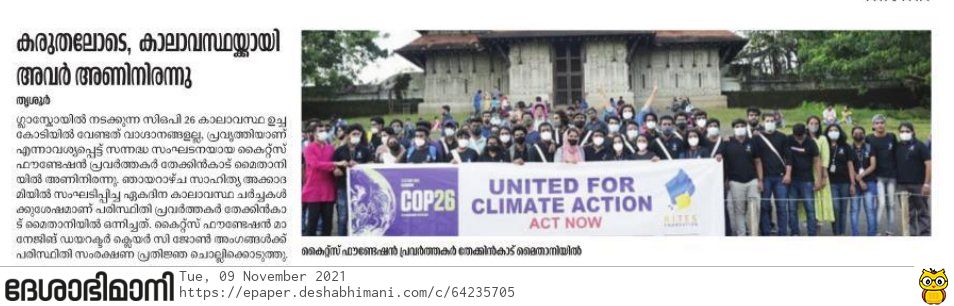 കരുതലോടെ, കാലാവസ്ഥയ്ക്കായി
അവർ അണിനിരന്നു
തൃശൂർ
ഗ്ലാസ്കോയിൽ നടക്കുന്ന സിഒപി 26 കാലാവസ്ഥ ഉച്ച
കോടിയിൽ വേണ്ടത് വാഗ്ദാനങ്ങളല്ല, പ്രവൃത്തിയാണ്
എന്നാവശ്യപ്പെട്ട് സന്നദ്ധ സംഘടനയായ കൈറ്റ്സ്
ഫൗണ്ടേഷൻ പ്രവർത്തകർ തേക്കിൻകാട് മൈതാനി
യിൽ അണിനിരന്നു. ഞായറാഴ്ച സാഹിത്യ അക്കാദ
മിയിൽ സംഘടിപ്പിച്ച ഏകദിന കാലാവസ്ഥ ചർച്ചകൾ
ക്കുശേഷമാണ് പരിസ്ഥിതി പ്രവർത്തകർ തേക്കിൻകാ
ട് മൈതാനിയിൽ ഒന്നിച്ചത്. കൈറ്റ്സ് ഫൗണ്ടേഷൻ മാ
നേജിങ് ഡയറക്ടർ ക്ലെയർ സി ജോൺ അംഗങ്ങൾക്ക്
പരിസ്ഥിതി സംരക്ഷണ പ്രതിജ്ഞ ചൊല്ലിക്കൊടുത്തു.
COP26
UNITED FOR
CLIMATE ACTION
ACT NOW
KITES
FOUNDATION
കൈറ്റ്സ് ഫൗണ്ടേഷൻ പ്രവർത്തകർ തേക്കിൻകാട് മൈതാനിയിൽ
ദേശാഭിമാനി
Tue, 09 November 2021
https://epaper.deshabhimani.com/c/64235705